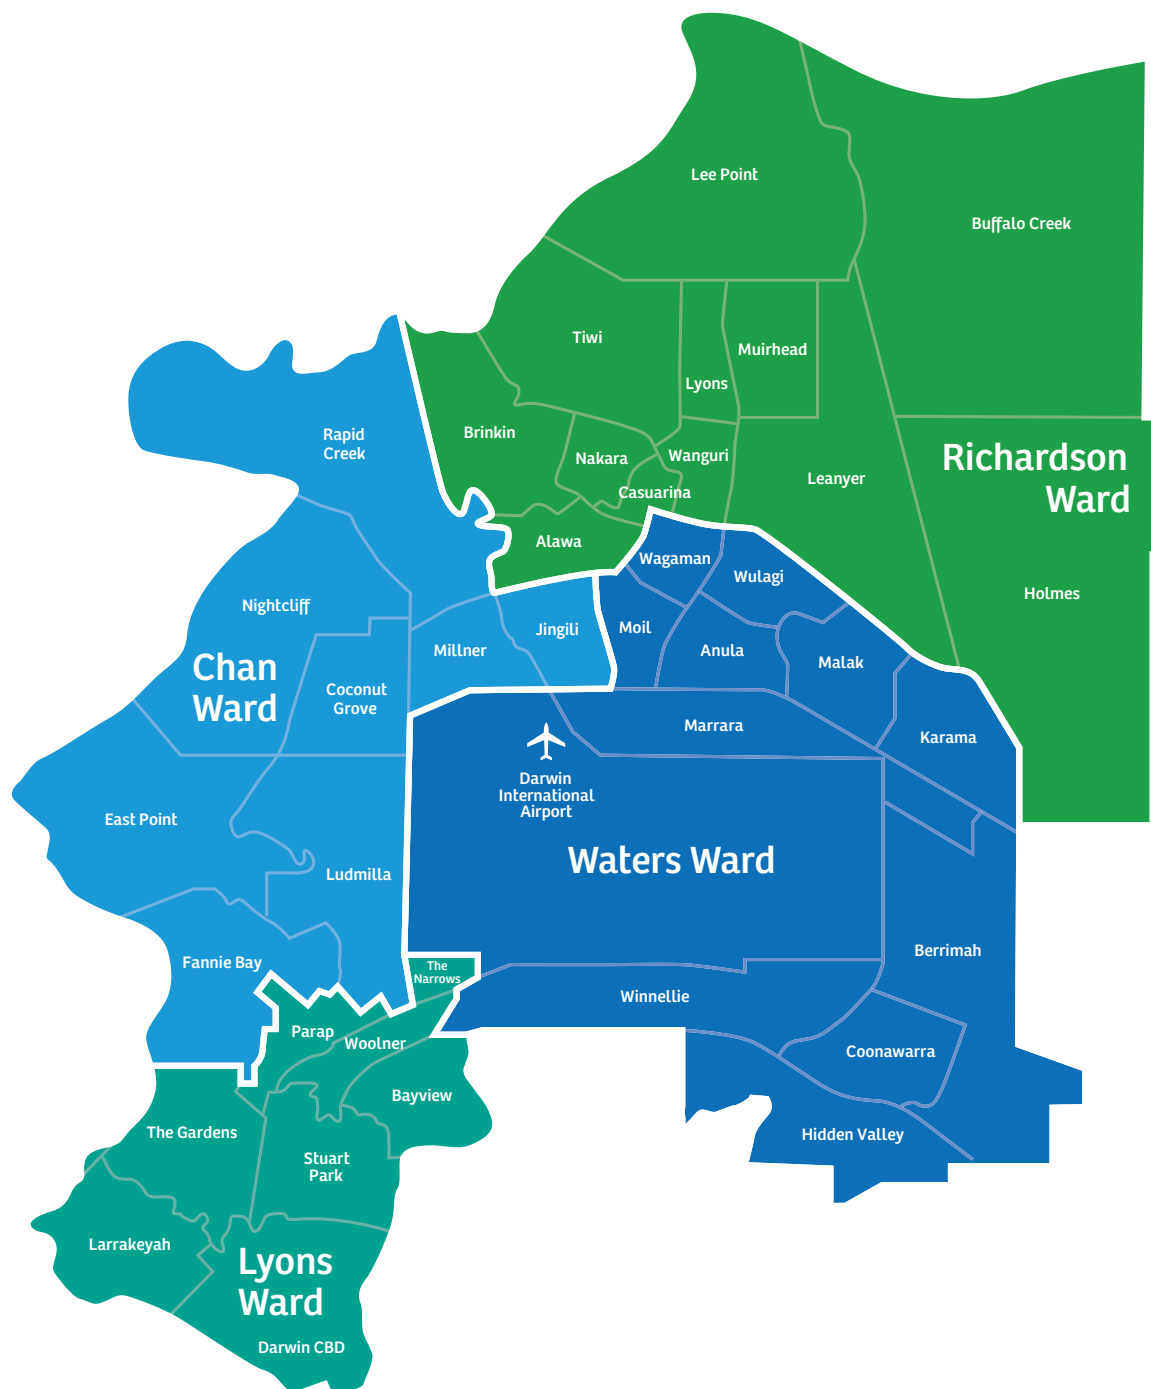 Lee Point
Buffalo Creek
Tiwi
Muirhead
Lyons
Brinkin
Nakara
Wanguri
Casuarina
Leanyer
Richardson
Ward
Alawa
Holmes
Rapid
Creek
Nightcliff
Chan
Ward
Coconut
Grove
Millner
Jingili
East Point
Ludmilla
Fannie Bay
Wagaman
Wulagi
Moil
Anula
Malak
Marrara
Karama
Darwin
International
Airport
Waters Ward
Berrimah
Winnellie
Coonawarra
Hidden Valley
The
Narrows
Parap
Woolner
Bayview
The Gardens
Stuart
Park
Larrakeyah
Lyons
Ward
Darwin CBD